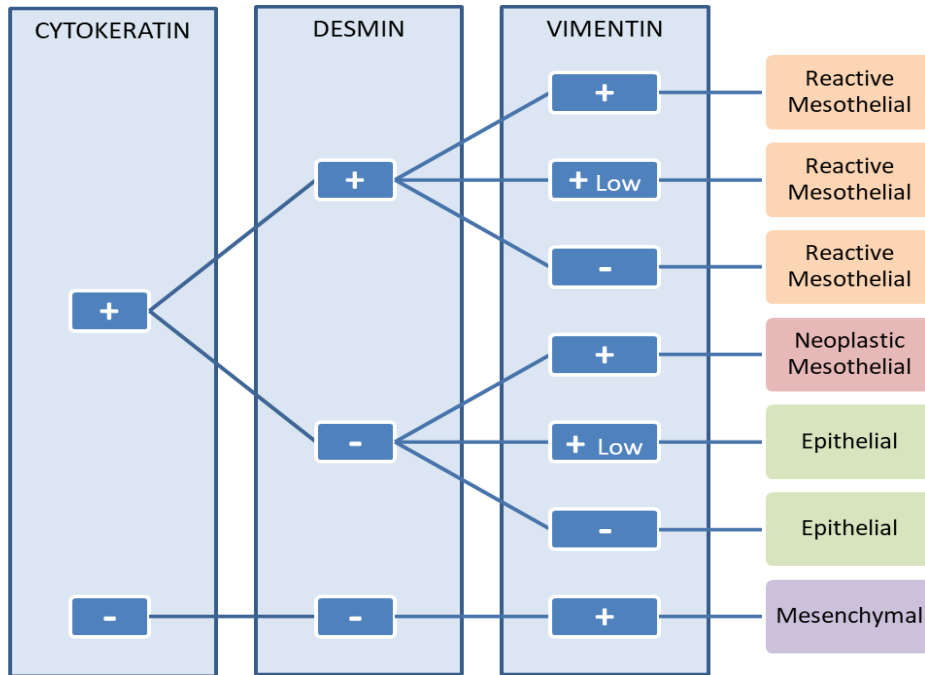 CYTOKERATIN
DESMIN
VIMENTIN
+
Reactive
Mesothelial
+
+ Low
Reactive
Mesothelial
-
Reactive
Mesothelial
+
+
Neoplastic
Mesothelial
-
+ Low
Epithelial
-
Epithelial
-
-
+
Mesenchymal